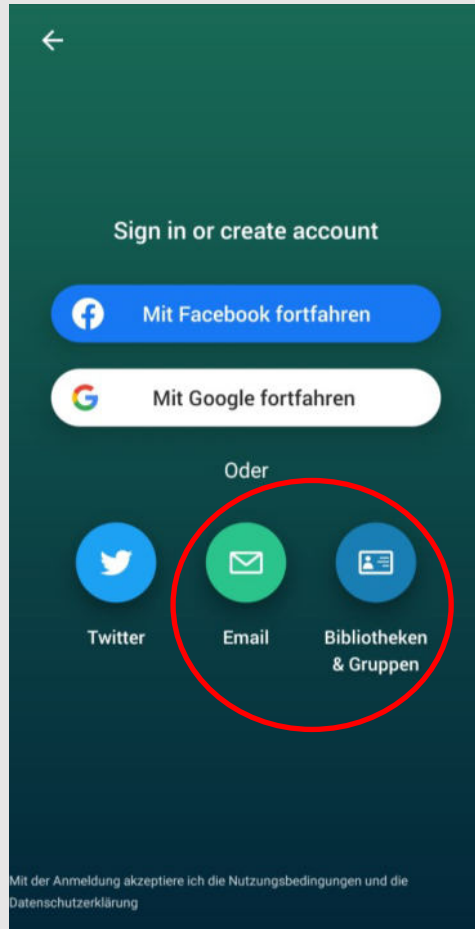 Sign in or create account
Mit Facebook fortfahren
Mit Google fortfahren
Oder
Twitter
Email
Bibliotheken
& Gruppen
Mit der Anmeldung akzeptiere ich die Nutzungsbedingungen und die
Datenschutzerklärung